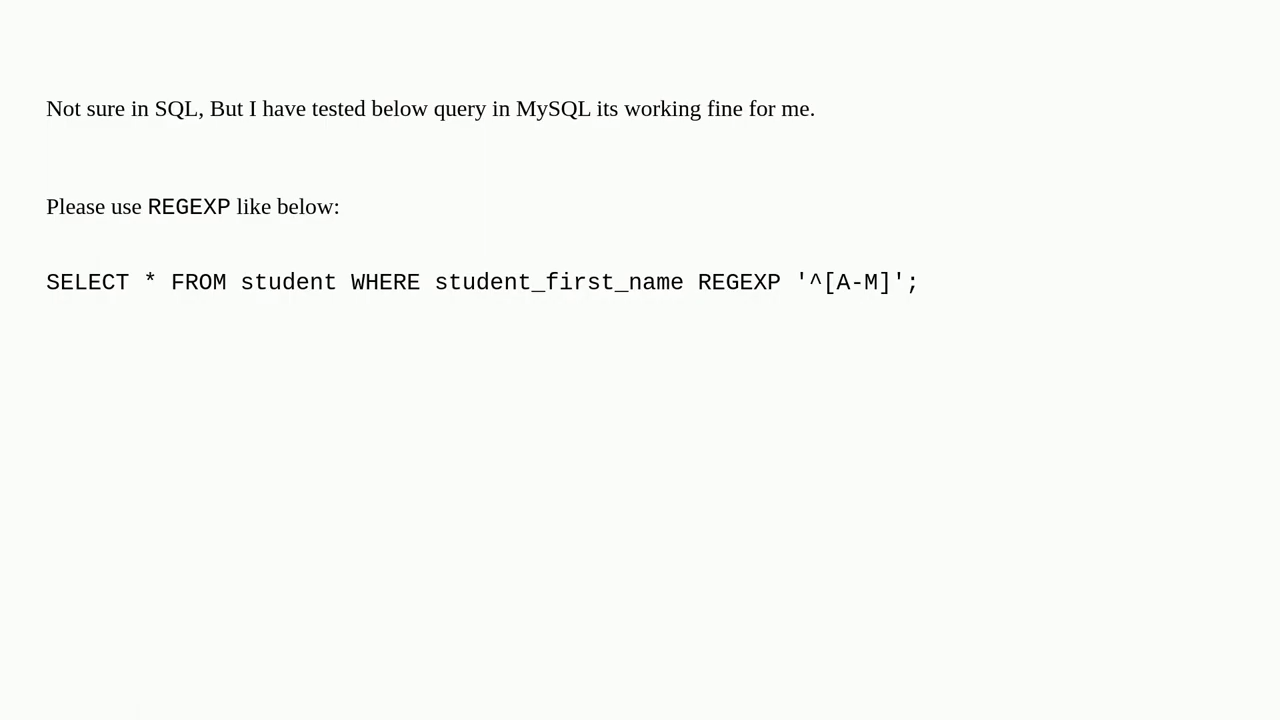 Not sure in SQL, But I have tested below query in MySQL its working fine for me.
Please use REGEXP like below:
SELECT * FROM student WHERE student_first_name REGEXP '^[A-M]';